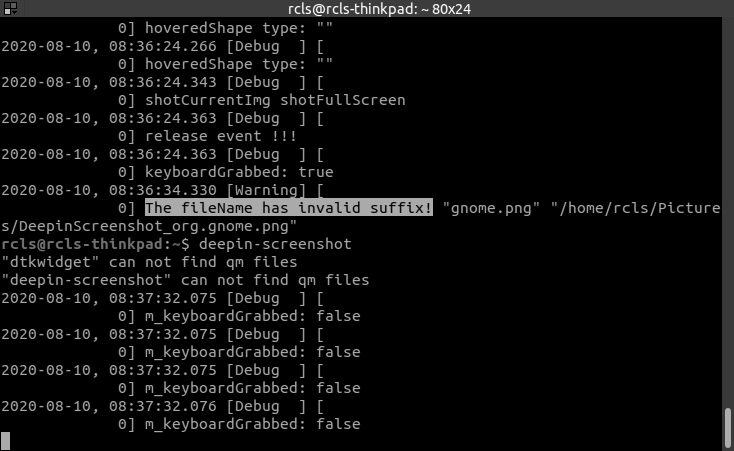 rcls@rcls-thinkpad: ~ 80x24
0] hoveredShape type: ""
2020-08-10, 08:36:24.266 [Debug  ] [
0] hoveredShape type: ""
2020-08-10, 08:36:24.343 [Debug  ] [
0] shotCurrentImg shotFullScreen
2020-08-10, 08:36:24.363 [Debug  ] [
0] release event !!!
2020-08-10, 08:36:24.363 [Debug  ] [
0] keyboardGrabbed: true
2020-08-10, 08:36:34.330 [Warning] [
0] The fileName has invalid suffix! "gnome.png" "/home/rcls/Picture
s/DeepinScreenshot_org.gnome.png"
rcls@rcls-thinkpad:~$ deepin-screenshot
"dtkwidget" can not find qm files
"deepin-screenshot" can not find qm files
2020-08-10, 08:37:32.075 [Debug  ] [
0] m_keyboardGrabbed: false
2020-08-10, 08:37:32.075 [Debug  ] [
0] m_keyboardGrabbed: false
2020-08-10, 08:37:32.075 [Debug  ] [
0] m_keyboardGrabbed: false
2020-08-10, 08:37:32.076 [Debug  ] [
0] m_keyboardGrabbed: false